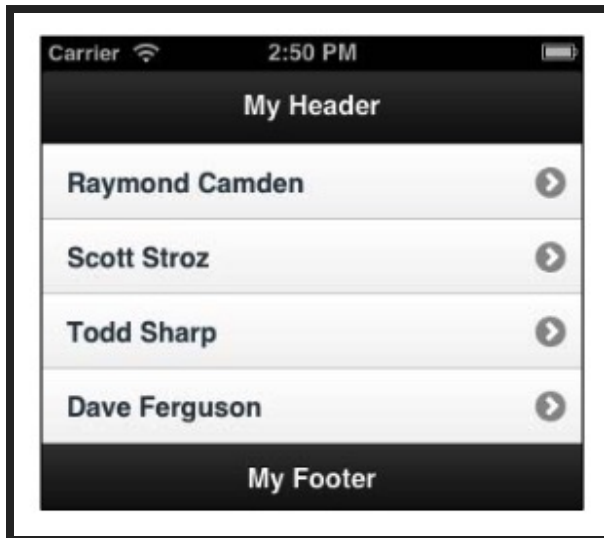 Carrier 2:50 PM
My Header
Raymond Camden
Scott Stroz
Todd Sharp
Dave Ferguson
My Footer